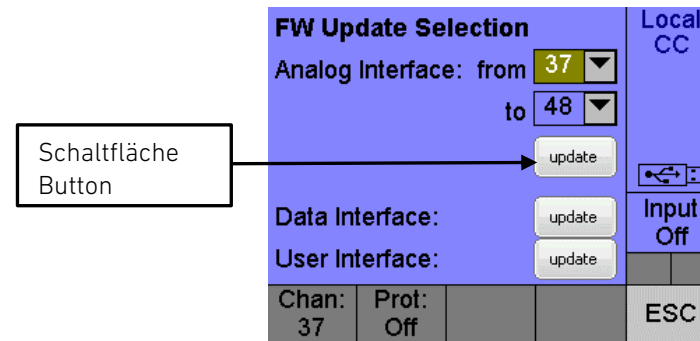 FW Update Selection
Analog Interface: from 37
to 48
update
Schaltfläche
Button
Data Interface: update
User Interface: update
Local
CC
Input
Off
Chan: 37
Prot: Off
ESC